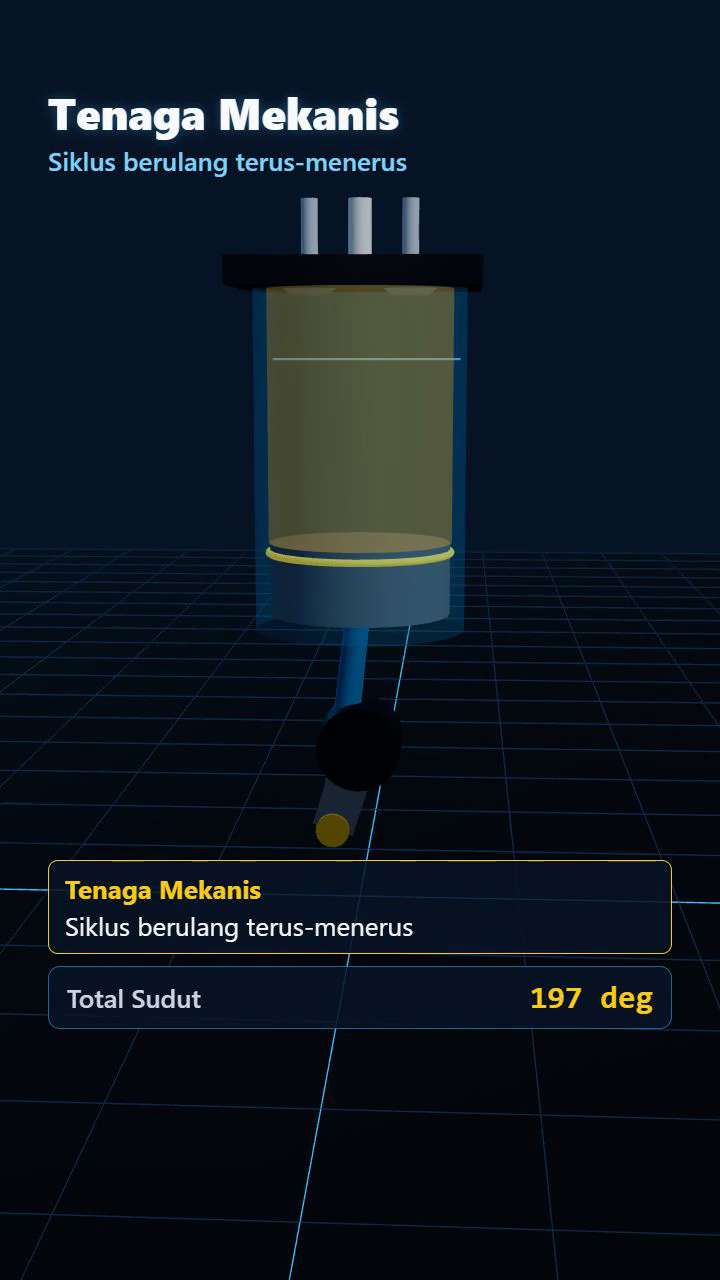 Tenaga Mekanis
Siklus berulang terus-menerus
Tenaga Mekanis
Siklus berulang terus-menerus
Total Sudut 197 deg